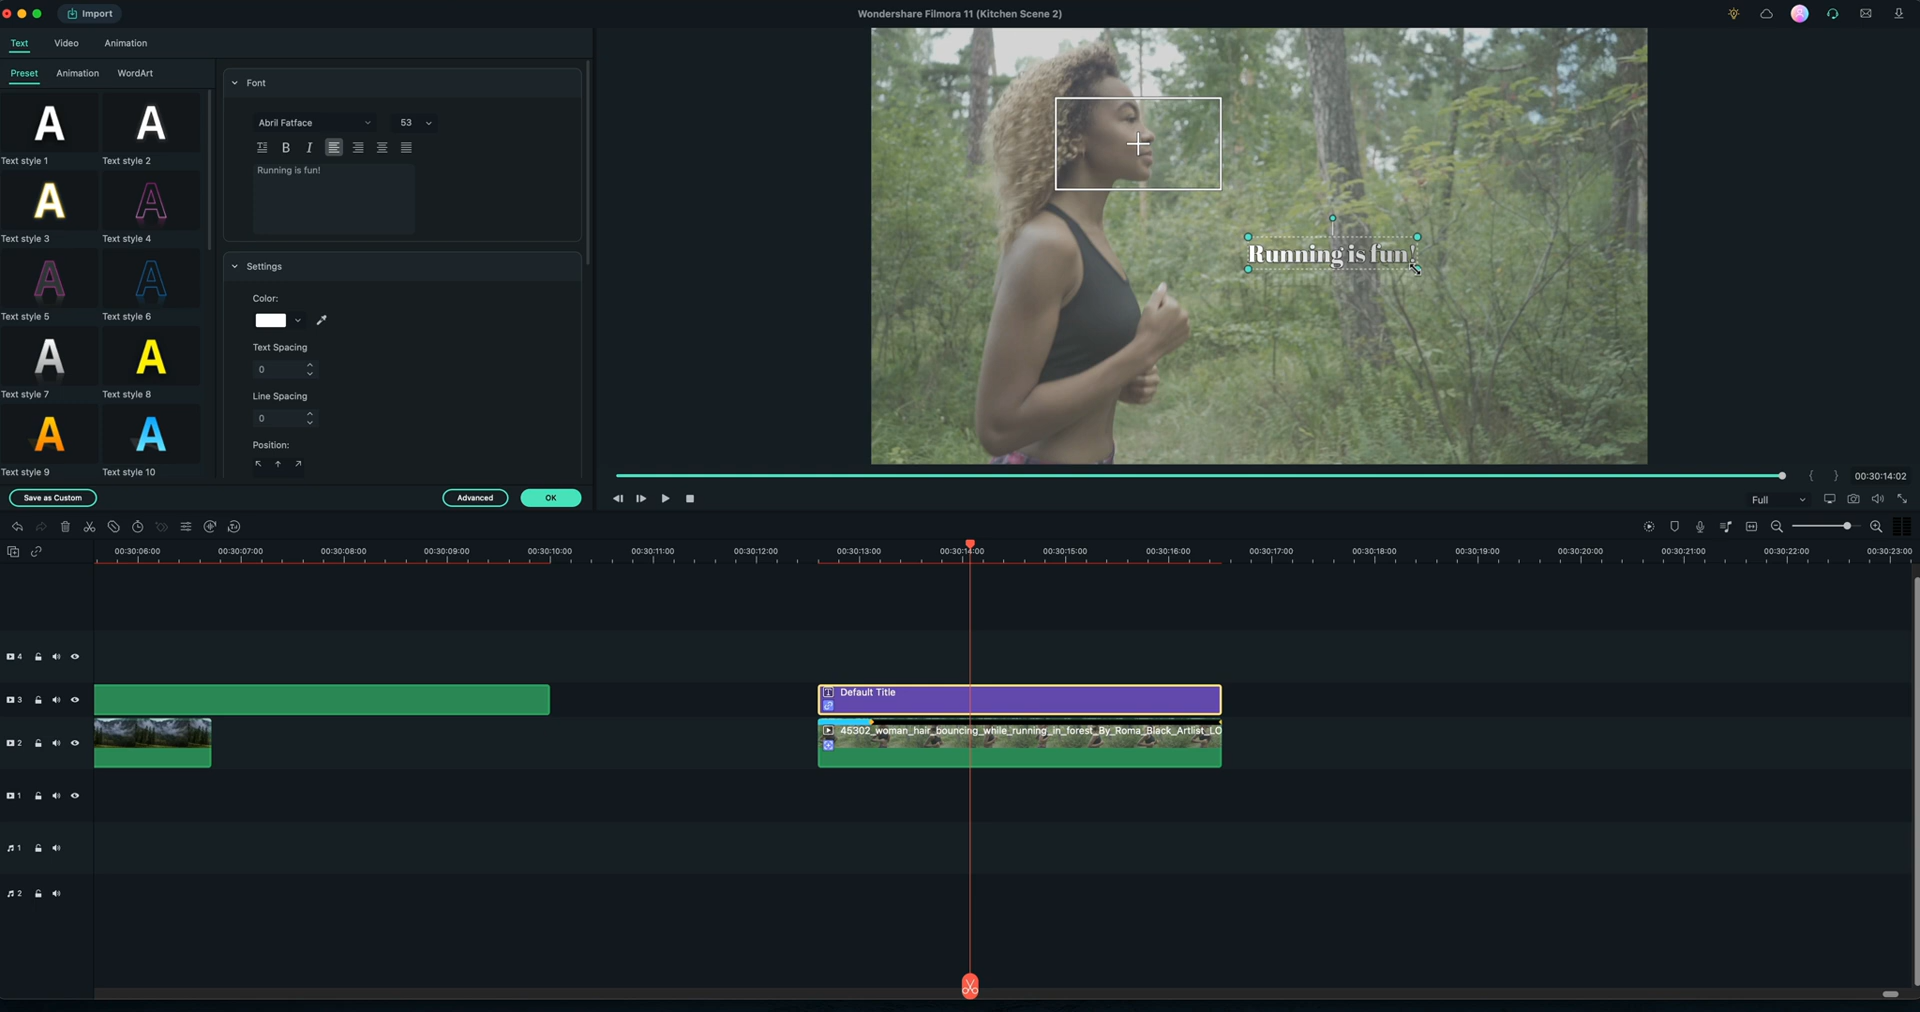 Import
Wondershare Filmora 11 (Kitchen Scene 2)
Text Video Animation
Preset Animation WordArt
A A
Text style 1 Text style 2
A A
Text style 3 Text style 4
A A
Text style 5 Text style 6
A A
Text style 7 Text style 8
A A
Text style 9 Text style 10
Font
Abril Fatface 53
B I
Running is fun!
Settings
Color:
Text Spacing
0
Line Spacing
0
Position:
Save as Custom Advanced OK
Running is fun!
{ } 00:30:14:02
Full
00:30:06:00 00:30:07:00 00:30:08:00 00:30:09:00 00:30:10:00 00:30:11:00 00:30:12:00 00:30:13:00 00:30:14:00 00:30:15:00 00:30:16:00 00:30:17:00 00:30:18:00 00:30:19:00 00:30:20:00 00:30:21:00 00:30:22:00 00:30:23:00
4
3
Default Title
2
45302_woman_hair_bouncing_while_running_in_forest_By_Roma_Black_Artlist_LO
1
1
2